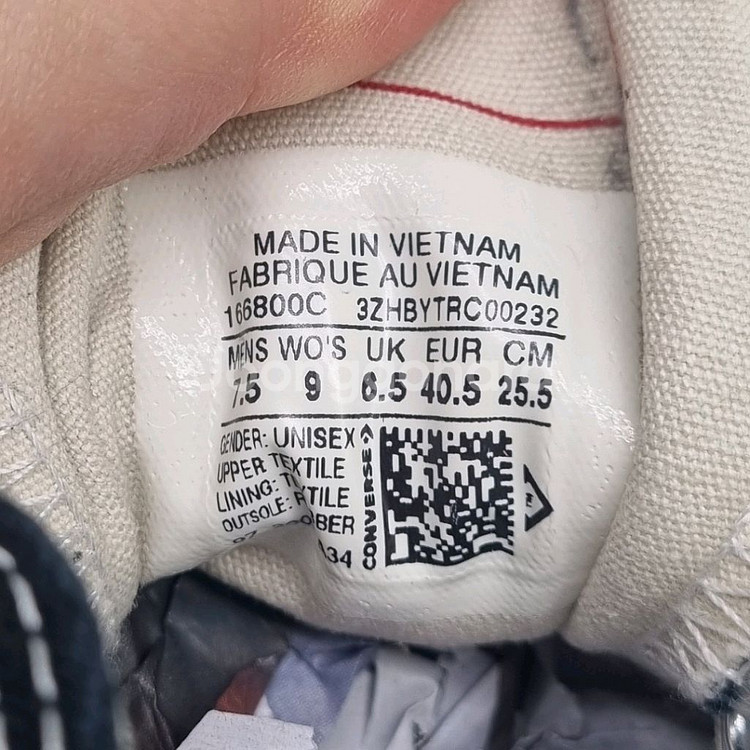 MADE IN VIETNAM
FABRIQUE AU VIETNAM
166800C 3ZHBYTRC00232
MENS WO'S UK EUR CM
7.5 9 6.5 40.5 25.5
GENDER: UNISEX
UPPER TEXTILE
LINING:
OUTSOLE:
CONVERSE
TM